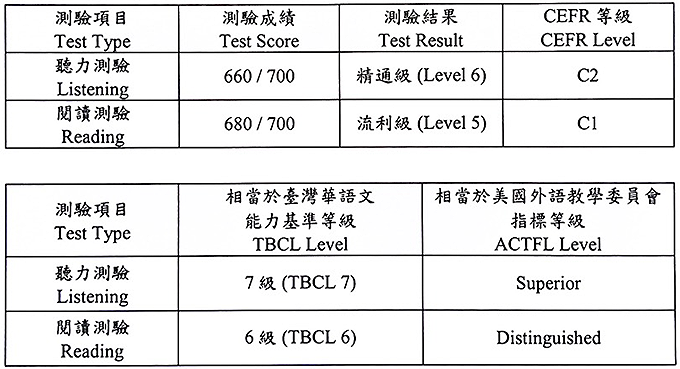 測驗項目 測驗成績 測驗結果 CEFR 等級
Test Type Test Score Test Result CEFR Level
聽力測驗
Listening 660 / 700 精通級 (Level 6) C2
閱讀測驗
Reading 680 / 700 流利級 (Level 5) C1
測驗項目
Test Type
相當於臺灣華語文
能力基準等級
TBCL Level
相當於美國外語教學委員會
指標等級
ACTFL Level
聽力測驗
Listening 7 級 (TBCL 7) Superior
閱讀測驗
Reading 6 級 (TBCL 6) Distinguished